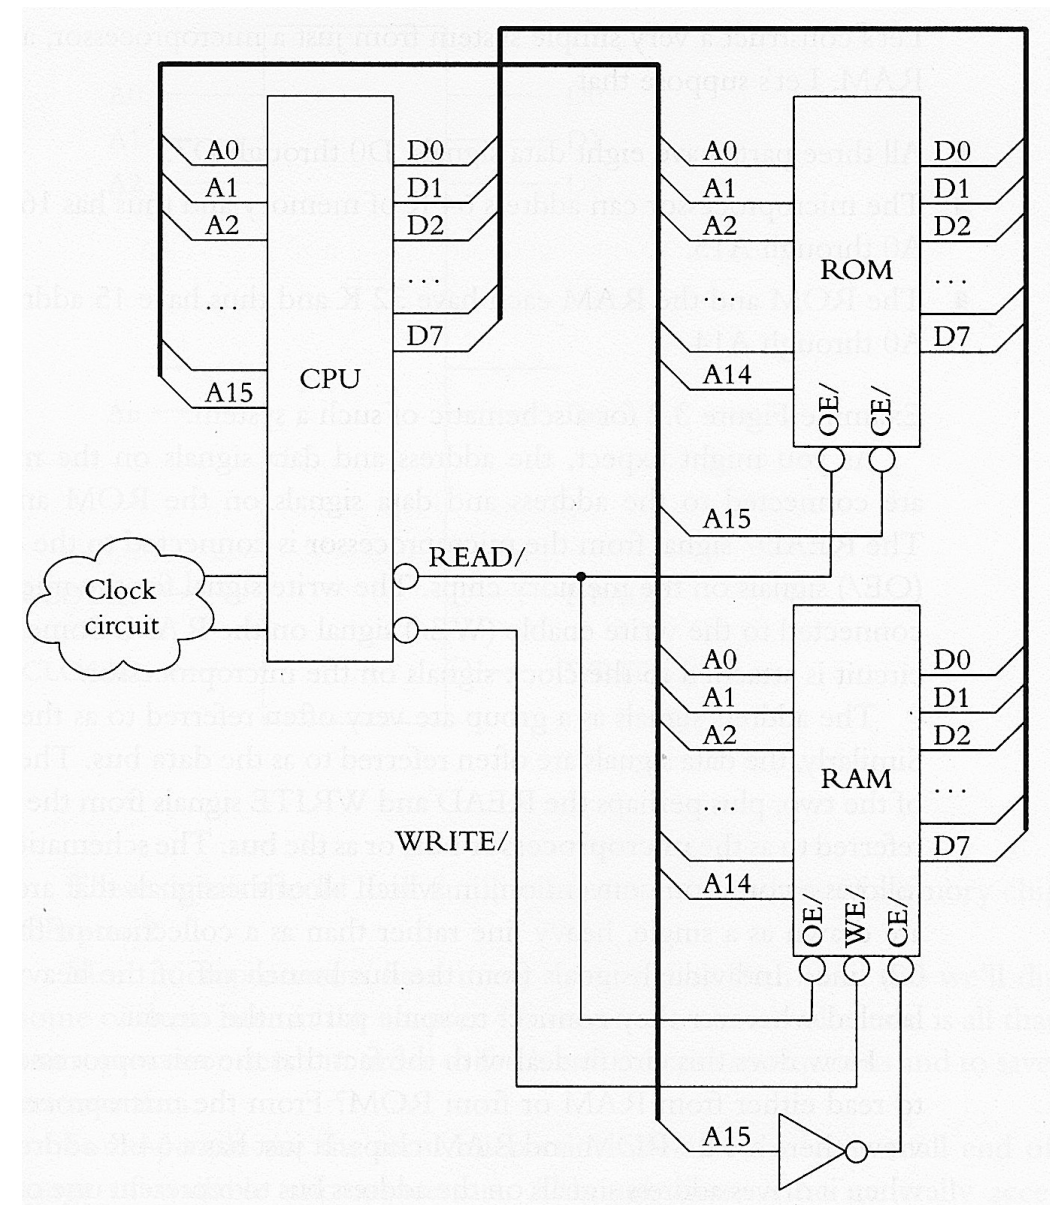 A0
A1
A2
...
A15
CPU
D0
D1
D2
...
D7
READ/
WRITE/
Clock
circuit
A0
A1
A2
...
A14
A15
ROM
OE/
CE/
D0
D1
D2
...
D7
A0
A1
A2
...
A14
RAM
OE/
WE/
CE/
D0
D1
D2
...
D7
A15